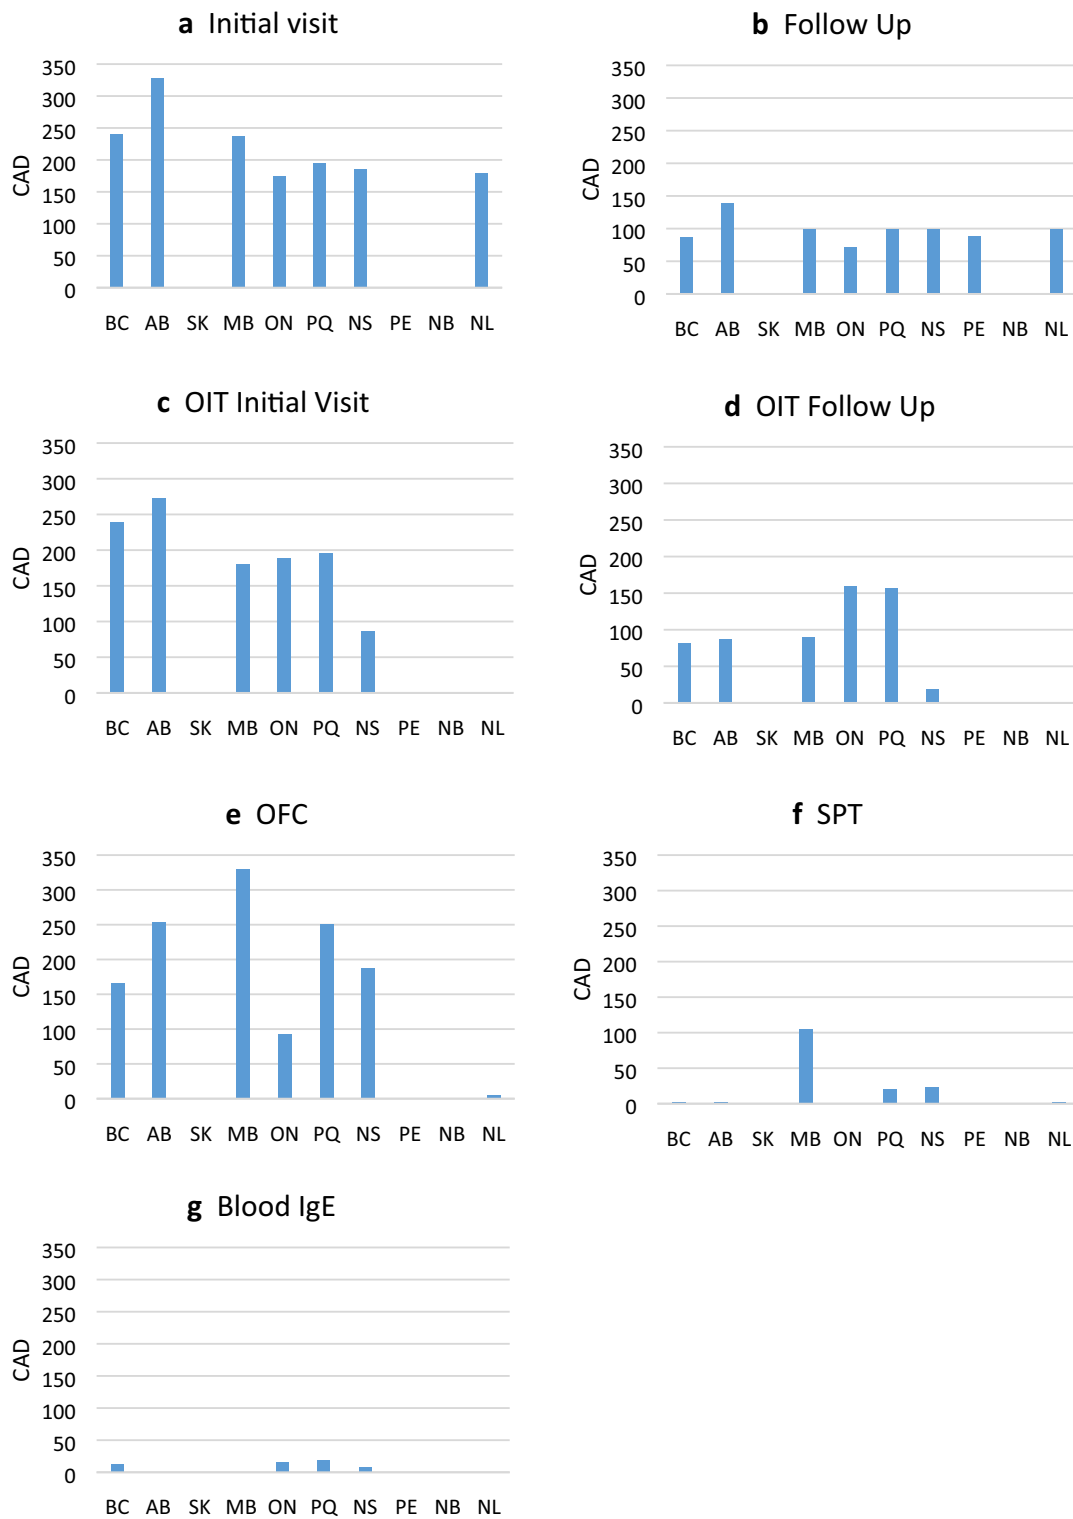 a Initial visit
350
300
250
200
150
100
50
0
CAD
BC AB SK MB ON PQ NS PE NB NL
b Follow Up
350
300
250
200
150
100
50
0
CAD
BC AB SK MB ON PQ NS PE NB NL
c OIT Initial Visit
350
300
250
200
150
100
50
0
CAD
BC AB SK MB ON PQ NS PE NB NL
d OIT Follow Up
350
300
250
200
150
100
50
0
CAD
BC AB SK MB ON PQ NS PE NB NL
e OFC
350
300
250
200
150
100
50
0
CAD
BC AB SK MB ON PQ NS PE NB NL
f SPT
350
300
250
200
150
100
50
0
CAD
BC AB SK MB ON PQ NS PE NB NL
g Blood IgE
350
300
250
200
150
100
50
0
CAD
BC AB SK MB ON PQ NS PE NB NL